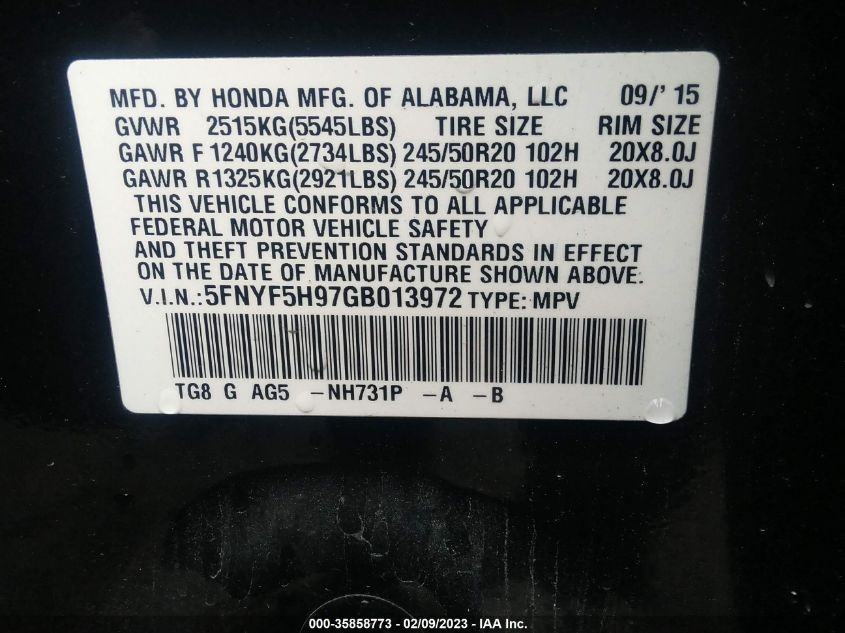 MFD. BY HONDA MFG. OF ALABAMA, LLC 09/' 15
GVWR 2515KG(5545LBS) TIRE SIZE RIM SIZE
GAWR F 1240KG(2734LBS) 245/50R20 102H 20X8.0J
GAWR R1325KG(2921LBS) 245/50R20 102H 20X8.0J
THIS VEHICLE CONFORMS TO ALL APPLICABLE
FEDERAL MOTOR VEHICLE SAFETY
AND THEFT PREVENTION STANDARDS IN EFFECT
ON THE DATE OF MANUFACTURE SHOWN ABOVE.
V.I.N.: 5FNYF5H97GB013972 TYPE: MPV
TG8 G AG5 -NH731P -A -B
000-35858773 - 02/09/2023 - IAA Inc.